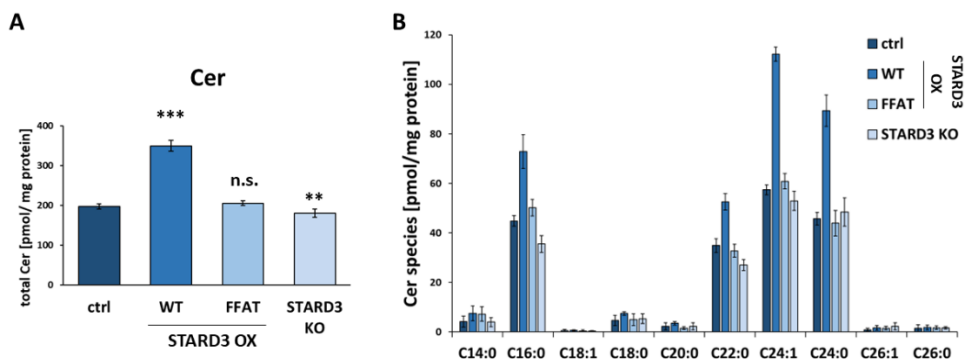 A
Cer
total Cer [pmol/ mg protein]
400
300
200
100
0
***
n.s.
**
ctrl
WT
FFAT
STARD3
KO
STARD3 OX
B
Cer species [pmol/mg protein]
120
100
80
60
40
20
0
ctrl
WT
FFAT
STARD3 KO
STARD3
OX
C14:0 C16:0 C18:1 C18:0 C20:0 C22:0 C24:1 C24:0 C26:1 C26:0